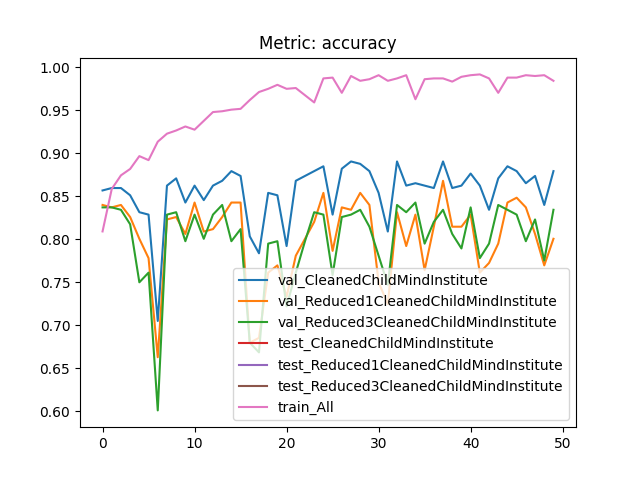 Metric: accuracy
1.00
0.95
0.90
0.85
0.80
0.75
0.70
0.65
0.60
val_CleanedChildMindInstitute
val_Reduced1CleanedChildMindInstitute
val_Reduced3CleanedChildMindInstitute
test_CleanedChildMindInstitute
test_Reduced1CleanedChildMindInstitute
test_Reduced3CleanedChildMindInstitute
train_All
0 10 20 30 40 50